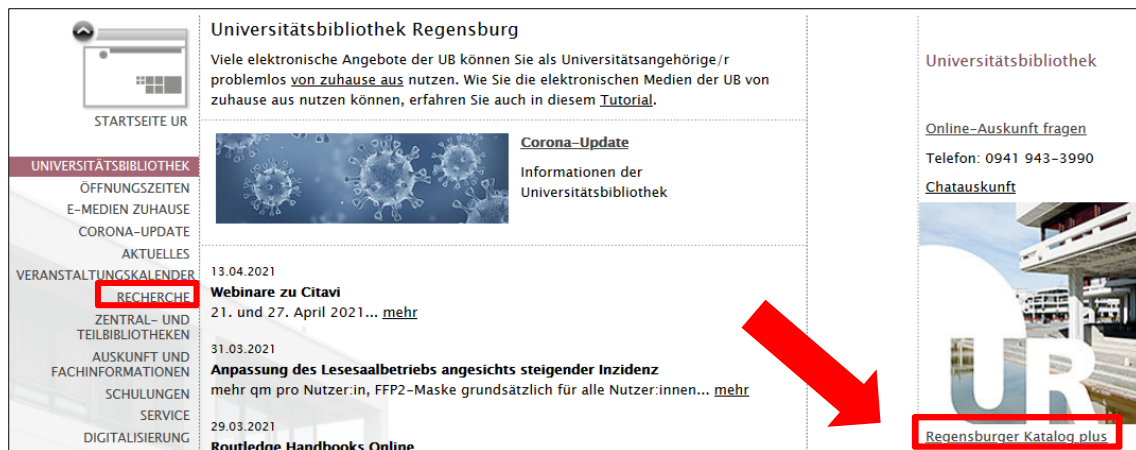 STARTSEITE UR
UNIVERSITÄTSBIBLIOTHEK
ÖFFNUNGSZEITEN
E-MEDIEN ZUHAUSE
CORONA-UPDATE
AKTUELLES
VERANSTALTUNGSKALENDER
RECHERCHE
ZENTRAL- UND
TEILBIBLIOTHEKEN
AUSKUNFT UND
FACHINFORMATIONEN
SCHULUNGEN
SERVICE
DIGITALISIERUNG
Universitätsbibliothek Regensburg
Viele elektronische Angebote der UB können Sie als Universitätsangehörige/r
problemlos von zuhause aus nutzen. Wie Sie die elektronischen Medien der UB von
zuhause aus nutzen können, erfahren Sie auch in diesem Tutorial.
Corona-Update
Informationen der
Universitätsbibliothek
13.04.2021
Webinare zu Citavi
21. und 27. April 2021... mehr
31.03.2021
Anpassung des Lesesaalbetriebs angesichts steigender Inzidenz
mehr qm pro Nutzer:in, FFP2-Maske grundsätzlich für alle Nutzer:innen... mehr
29.03.2021
Routledge Handbooks Online
Universitätsbibliothek
Online-Auskunft fragen
Telefon: 0941 943-3990
Chatauskunft
UR
Regensburger Katalog plus